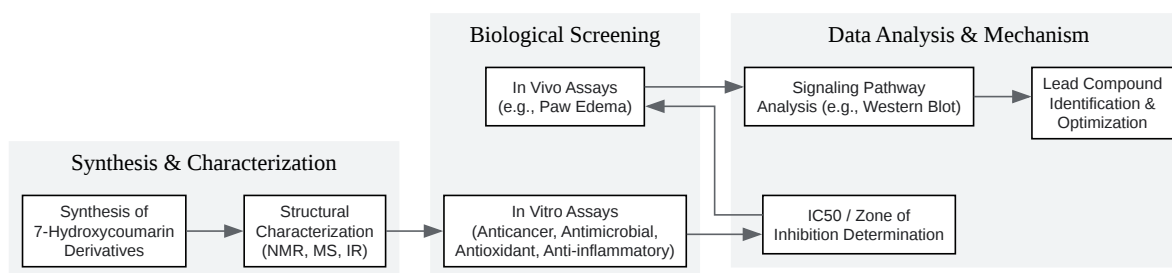 Biological Screening
Data Analysis & Mechanism
In Vivo Assays
(e.g., Paw Edema)
Signaling Pathway
Analysis (e.g., Western Blot)
Lead Compound
Identification &
Optimization
Synthesis & Characterization
Synthesis of
7-Hydroxycoumarin
Derivatives
Structural
Characterization
(NMR, MS, IR)
In Vitro Assays
(Anticancer, Antimicrobial,
Antioxidant, Anti-inflammatory)
IC50 / Zone of
Inhibition Determination